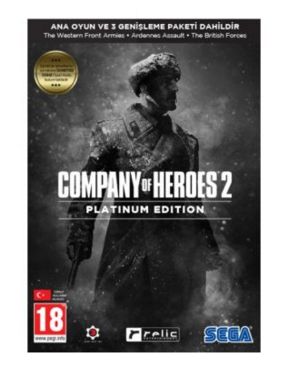 ANA OYUN VE 3 GENİŞLEME PAKETİ DAHİLDİR
The Western Front Armies • Ardennes Assault • The British Forces
COMPANY OF HEROES 2
PLATINUM EDITION
18
www.pegi.info
relic
SEGA